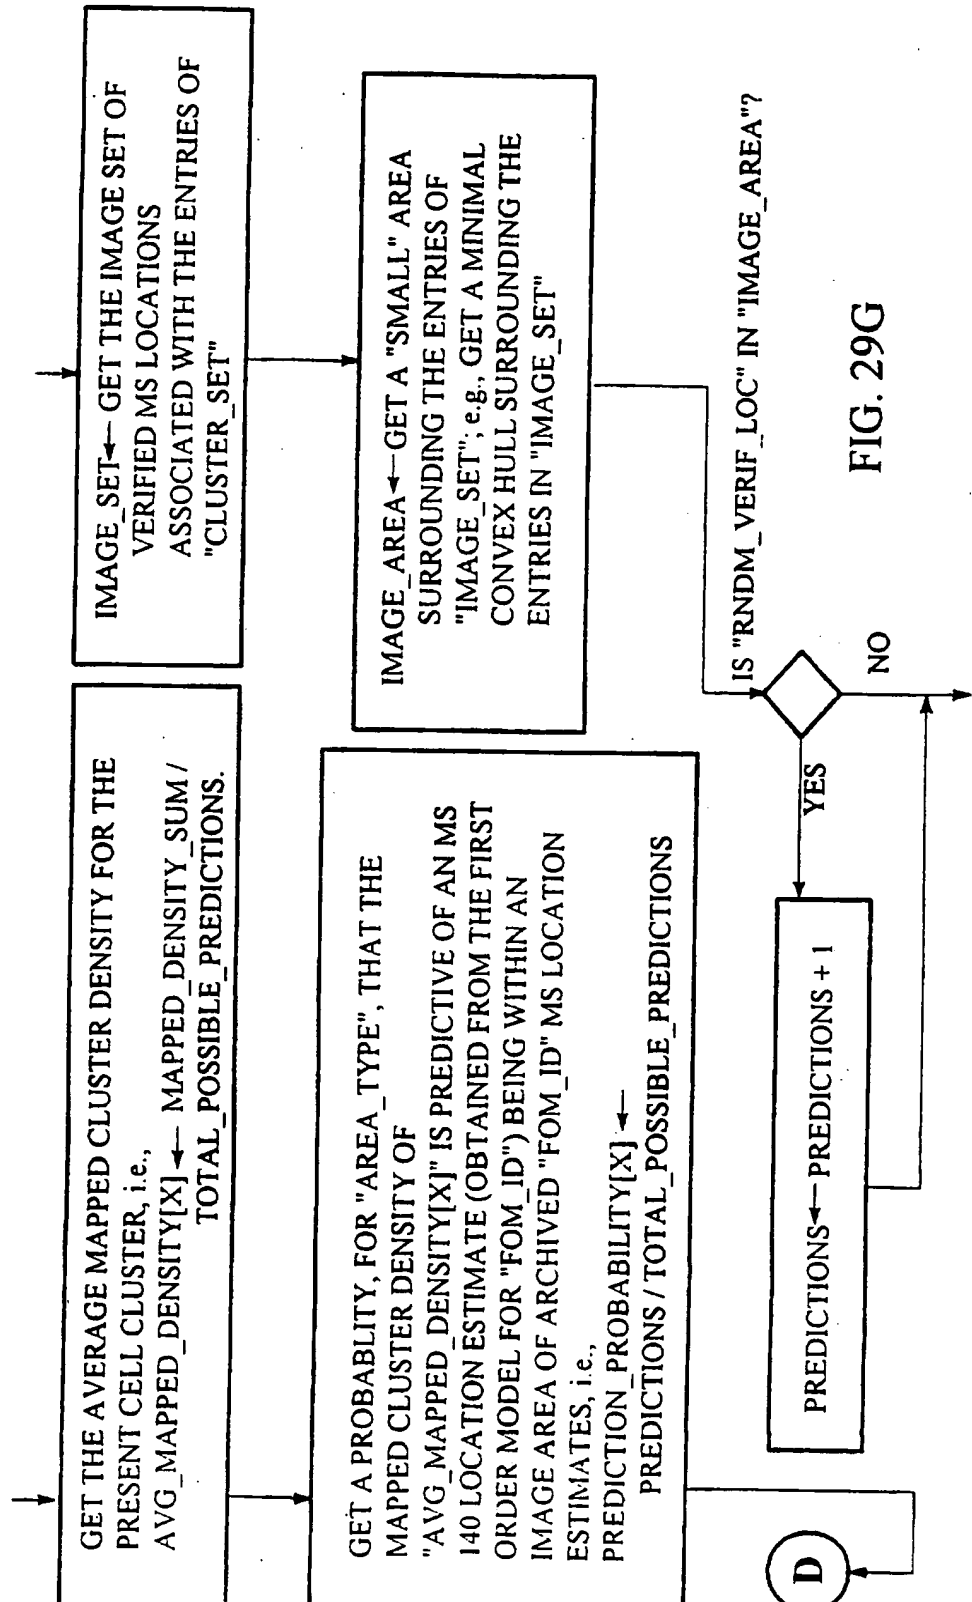 GET THE AVERAGE MAPPED CLUSTER DENSITY FOR THE
PRESENT CELL CLUSTER, i.e.,
AVG_MAPPED_DENSITY[X] ← MAPPED_DENSITY_SUM /
TOTAL_POSSIBLE_PREDICTIONS.
GET A PROBABLITY, FOR "AREA_TYPE", THAT THE
MAPPED CLUSTER DENSITY OF
"AVG_MAPPED_DENSITY[X]" IS PREDICTIVE OF AN MS
140 LOCATION ESTIMATE (OBTAINED FROM THE FIRST
ORDER MODEL FOR "FOM_ID") BEING WITHIN AN
IMAGE AREA OF ARCHIVED "FOM_ID" MS LOCATION
ESTIMATES, i.e.,
PREDICTION_PROBABILITY[X] ←
PREDICTIONS / TOTAL_POSSIBLE_PREDICTIONS
D
IMAGE_SET ← GET THE IMAGE SET OF
VERIFIED MS LOCATIONS
ASSOCIATED WITH THE ENTRIES OF
"CLUSTER_SET"
IMAGE_AREA ← GET A "SMALL" AREA
SURROUNDING THE ENTRIES OF
"IMAGE_SET"; e.g., GET A MINIMAL
CONVEX HULL SURROUNDING THE
ENTRIES IN "IMAGE_SET"
IS "RNDM_VERIF_LOC" IN "IMAGE_AREA"?
YES
NO
PREDICTIONS ← PREDICTIONS + 1
FIG. 29G